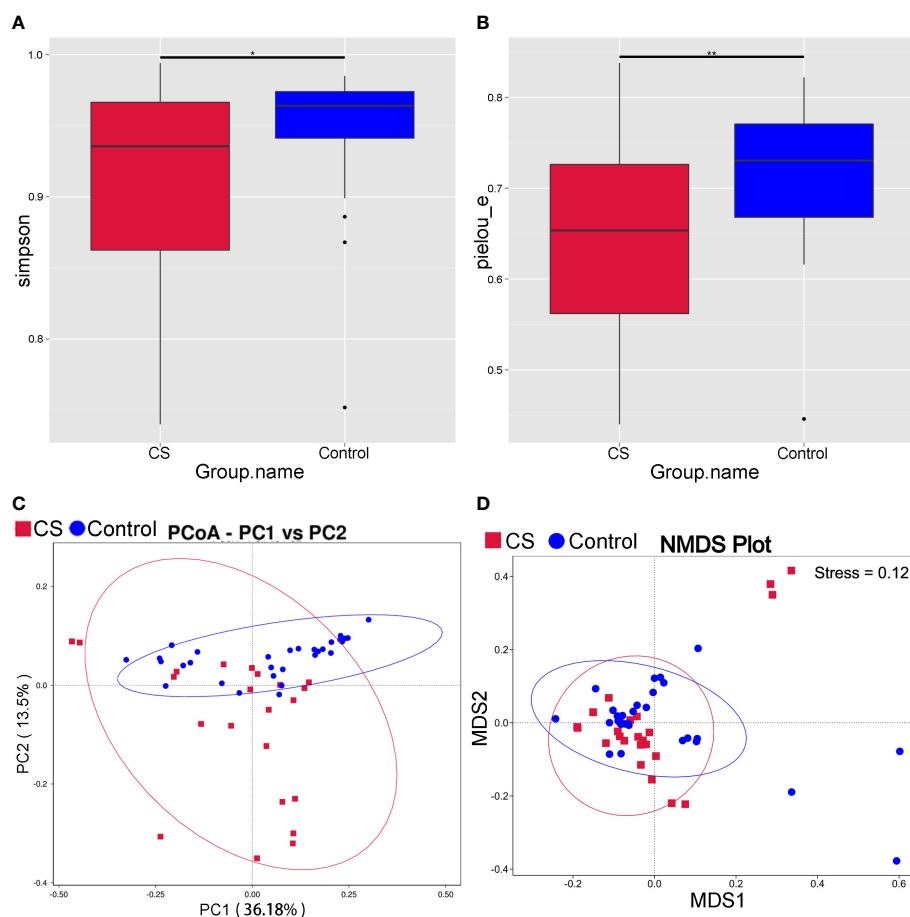 A
*
1.0
0.9
0.8
simpson
CS Control
Group.name
B
**
0.8
0.7
0.6
0.5
pielou_e
CS Control
Group.name
C
CS Control PCoA - PC1 vs PC2
0.2
0.0
-0.2
-0.4
PC2 ( 13.5%)
-0.50 -0.25 0.00 0.25 0.50
PC1 ( 36.18%)
D
CS Control NMDS Plot
Stress = 0.12
0.4
0.2
0.0
-0.2
-0.4
MDS2
-0.2 0.0 0.2 0.4 0.6
MDS1